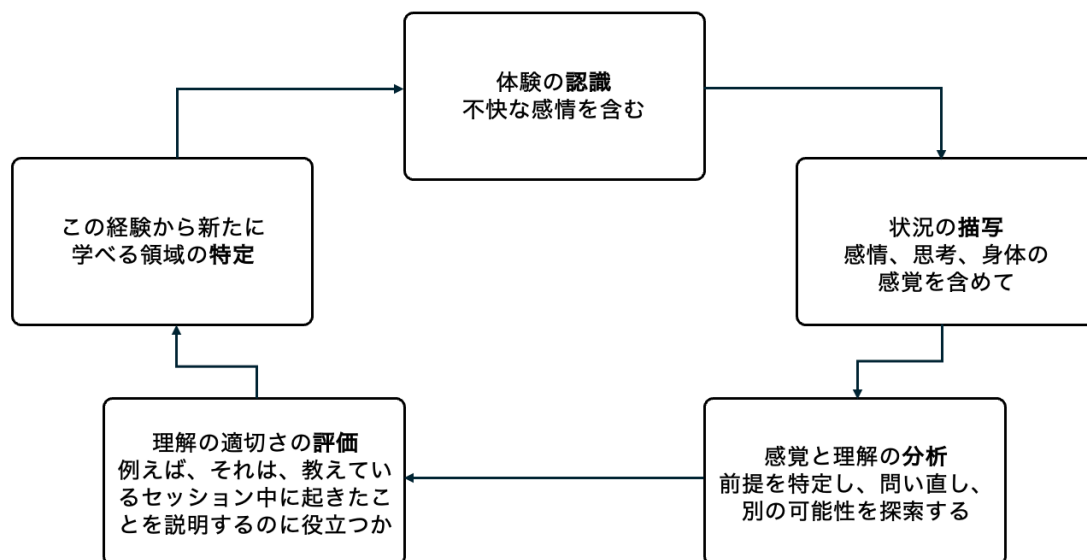 体験の認識
不快な感情を含む
状況の描写
感情、思考、身体の
感覚を含めて
感覚と理解の分析
前提を特定し、問い直し、
別の可能性を探索する
理解の適切さの評価
例えば、それは、教えてい
るセッション中に起きたこ
とを説明するのに役立つか
この経験から新たに
学べる領域の特定